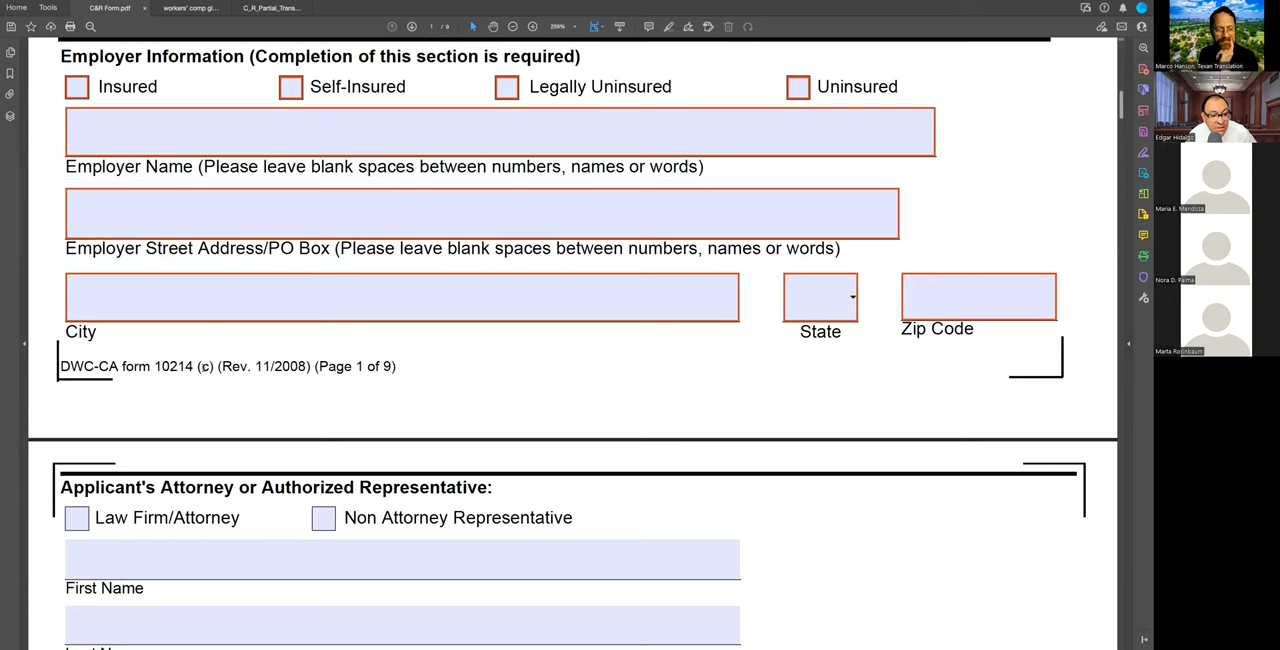 Home Tools C&R Form.pdf × workers' comp gl... C_R_Partial_Trans...
1 / 9 259%
Employer Information (Completion of this section is required)
Insured Self-Insured Legally Uninsured Uninsured
Employer Name (Please leave blank spaces between numbers, names or words)
Employer Street Address/PO Box (Please leave blank spaces between numbers, names or words)
City State Zip Code
DWC-CA form 10214 (c) (Rev. 11/2008) (Page 1 of 9)
Applicant's Attorney or Authorized Representative:
Law Firm/Attorney Non Attorney Representative
First Name
Marco Hanson, Texan Translation
Edgar Hidalgo
Maria E. Mendoza
Nora D. Palma
Marta Rosinbaum